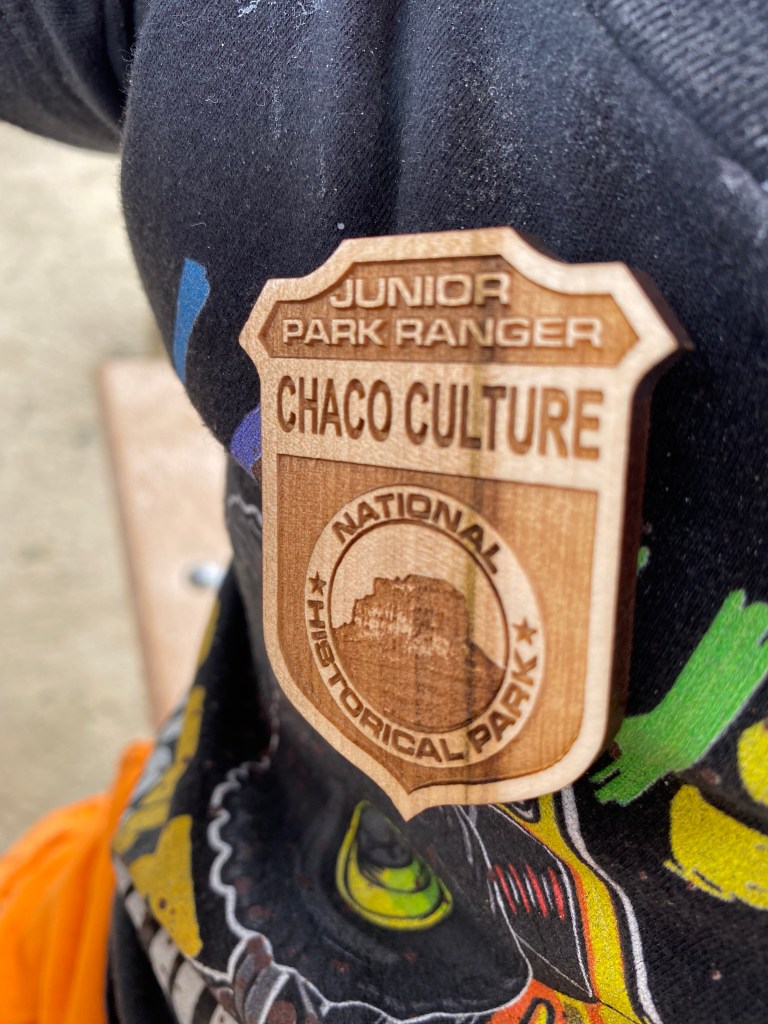 JUNIOR
PARK RANGER
CHACO CULTURE
NATIONAL
★ HISTORICAL PARK ★